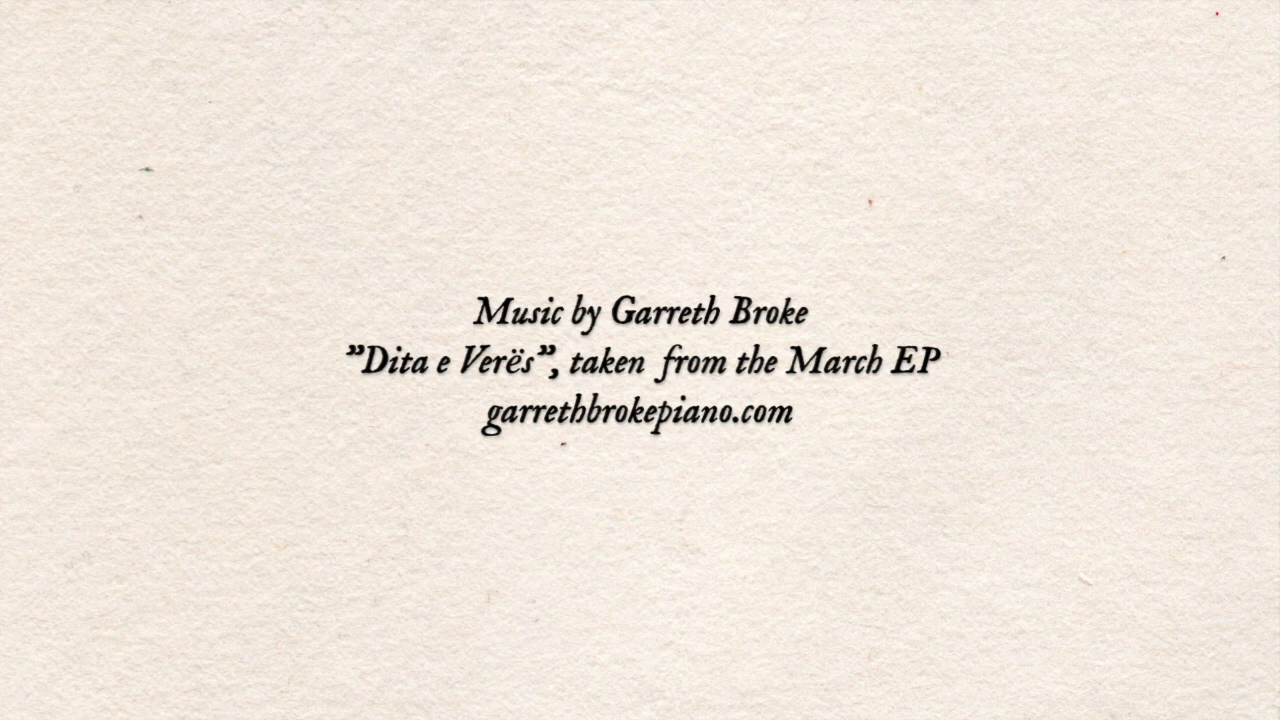 Music by Garreth Broke
”Dita e Verës”, taken from the March EP
garrethbrokepiano.com